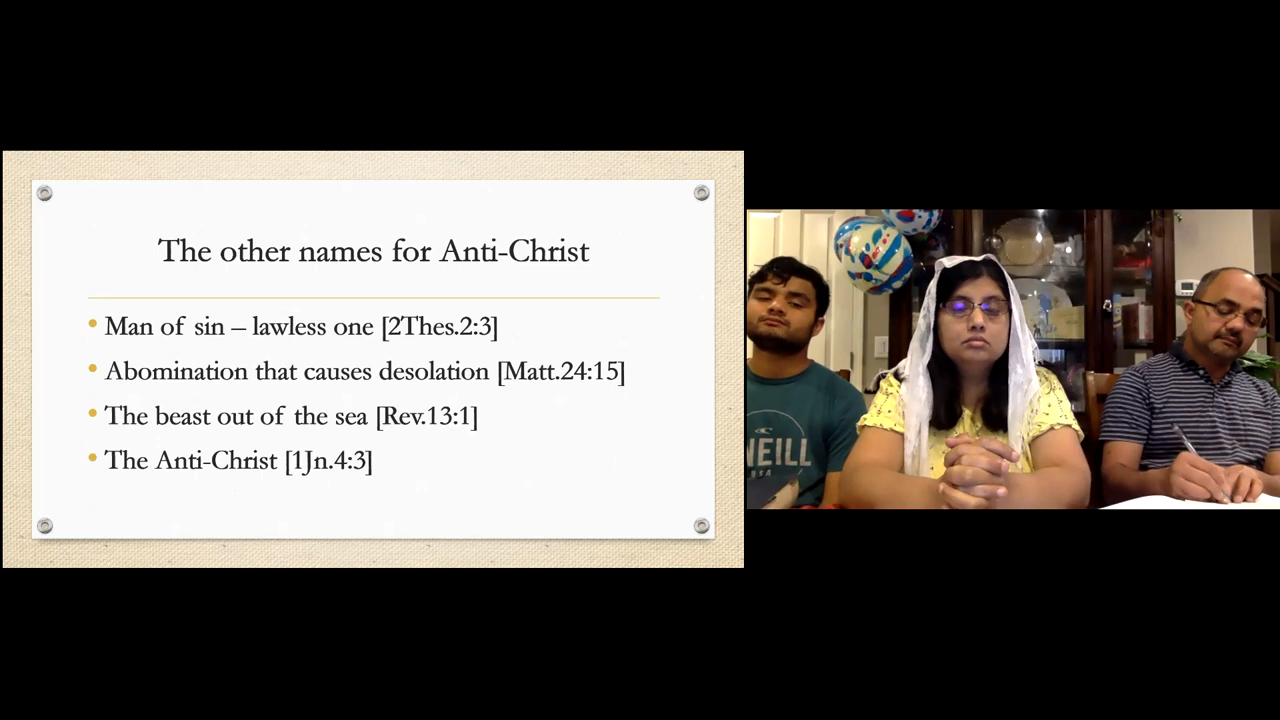 The other names for Anti-Christ
• Man of sin – lawless one [2Thes.2:3]
• Abomination that causes desolation [Matt.24:15]
• The beast out of the sea [Rev.13:1]
• The Anti-Christ [1Jn.4:3]